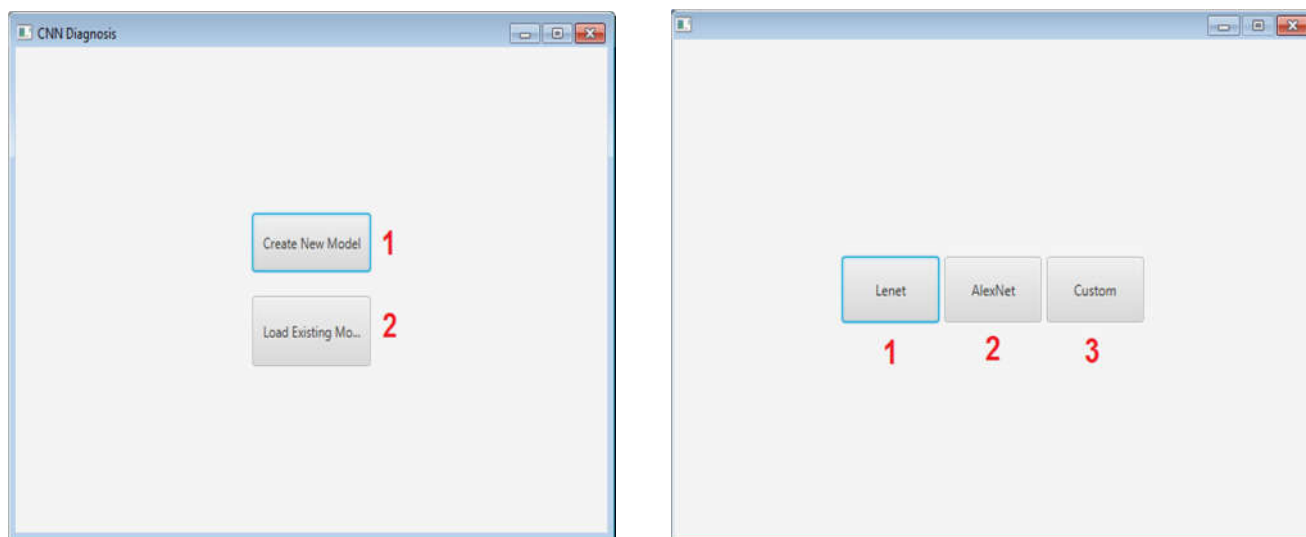 CNN Diagnosis
Create New Model 1
Load Existing Mo... 2
Lenet AlexNet Custom
1 2 3